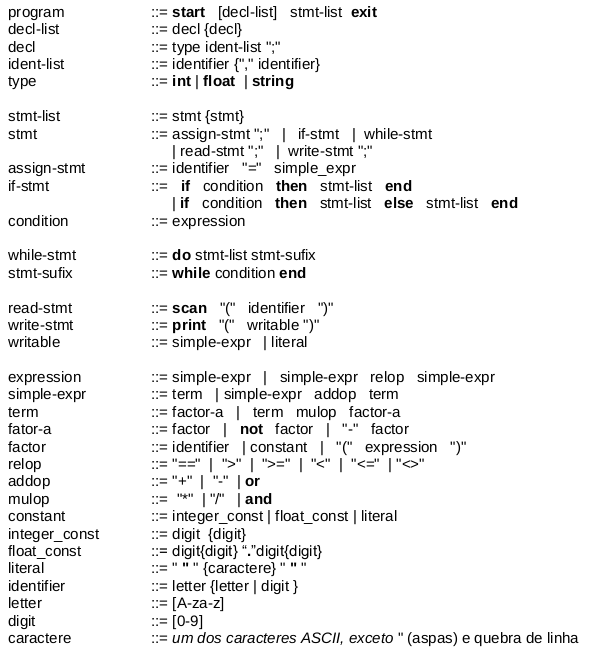 program ::= start [decl-list] stmt-list exit
decl-list ::= decl {decl}
decl ::= type ident-list ";"
ident-list ::= identifier {"," identifier}
type ::= int | float | string
stmt-list ::= stmt {stmt}
stmt ::= assign-stmt ";" | if-stmt | while-stmt
| read-stmt ";" | write-stmt ";"
assign-stmt ::= identifier "=" simple_expr
if-stmt ::= if condition then stmt-list end
| if condition then stmt-list else stmt-list end
condition ::= expression
while-stmt ::= do stmt-list stmt-sufix
stmt-sufix ::= while condition end
read-stmt ::= scan "(" identifier ")"
write-stmt ::= print "(" writable ")"
writable ::= simple-expr | literal
expression ::= simple-expr | simple-expr relop simple-expr
simple-expr ::= term | simple-expr addop term
term ::= factor-a | term mulop factor-a
fator-a ::= factor | not factor | "-" factor
factor ::= identifier | constant | "(" expression ")"
relop ::= "==" | ">" | ">=" | "<" | "<=" | "<>"
addop ::= "+" | "-" | or
mulop ::= "*" | "/" | and
constant ::= integer_const | float_const | literal
integer_const ::= digit {digit}
float_const ::= digit{digit} “.”digit{digit}
literal ::= " " " {caractere} " " "
identifier ::= letter {letter | digit }
letter ::= [A-za-z]
digit ::= [0-9]
caractere ::= um dos caracteres ASCII, exceto " (aspas) e quebra de linha